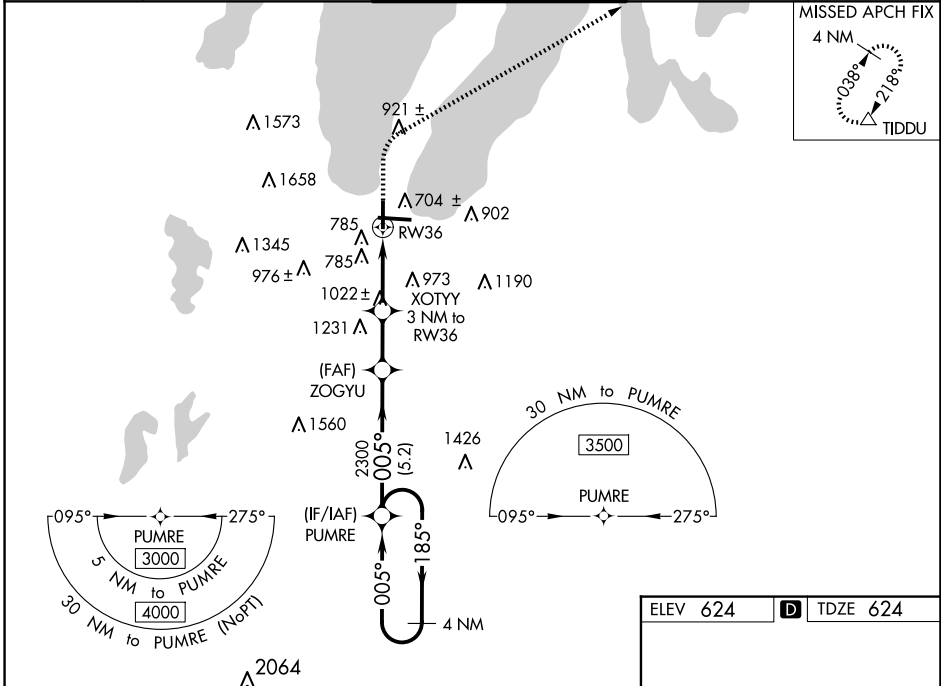 MISSED APCH FIX
4 NM
038°
218°
TIDDU
921 ±
1573
1658
704 ±
902
785
RW36
1345
785
976 ±
973
1190
1022 ±
XOTYY
3 NM to
RW36
1231
(FAF)
ZOGYU
1560
1426
2300
005°
(5.2)
30 NM to PUMRE
3500
PUMRE
095°
275°
(IF/IAF)
PUMRE
095°
275°
PUMRE
3000
5 NM to PUMRE
4000
30 NM to PUMRE (NoPT)
005°
185°
4 NM
2064
ELEV 624 D TDZE 624